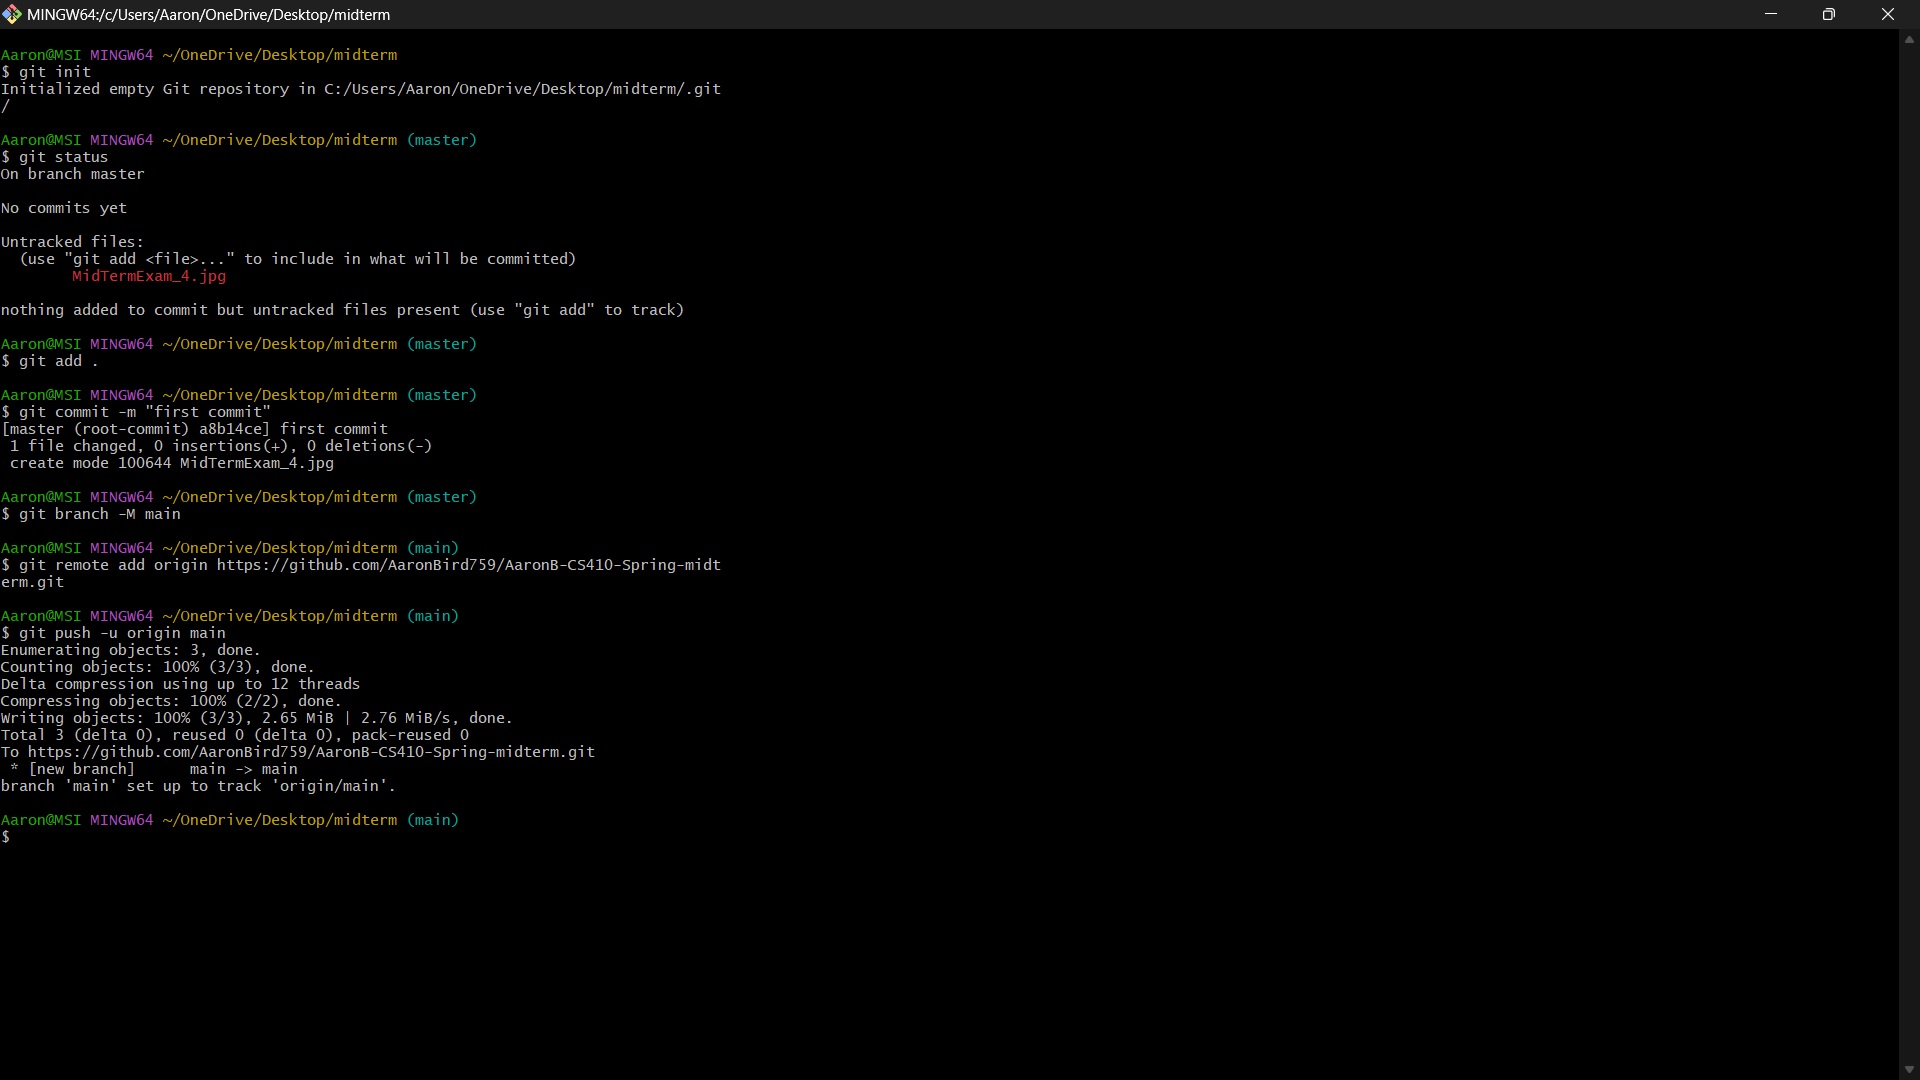 MINGW64:/c/Users/Aaron/OneDrive/Desktop/midterm
Aaron@MSI MINGW64 ~/OneDrive/Desktop/midterm
$ git init
Initialized empty Git repository in C:/Users/Aaron/OneDrive/Desktop/midterm/.git
/
Aaron@MSI MINGW64 ~/OneDrive/Desktop/midterm (master)
$ git status
On branch master
No commits yet
Untracked files:
  (use "git add <file>..." to include in what will be committed)
        MidTermExam_4.jpg
nothing added to commit but untracked files present (use "git add" to track)
Aaron@MSI MINGW64 ~/OneDrive/Desktop/midterm (master)
$ git add .
Aaron@MSI MINGW64 ~/OneDrive/Desktop/midterm (master)
$ git commit -m "first commit"
[master (root-commit) a8b14ce] first commit
 1 file changed, 0 insertions(+), 0 deletions(-)
 create mode 100644 MidTermExam_4.jpg
Aaron@MSI MINGW64 ~/OneDrive/Desktop/midterm (master)
$ git branch -M main
Aaron@MSI MINGW64 ~/OneDrive/Desktop/midterm (main)
$ git remote add origin https://github.com/AaronBird759/AaronB-CS410-Spring-midt
erm.git
Aaron@MSI MINGW64 ~/OneDrive/Desktop/midterm (main)
$ git push -u origin main
Enumerating objects: 3, done.
Counting objects: 100% (3/3), done.
Delta compression using up to 12 threads
Compressing objects: 100% (2/2), done.
Writing objects: 100% (3/3), 2.65 MiB | 2.76 MiB/s, done.
Total 3 (delta 0), reused 0 (delta 0), pack-reused 0
To https://github.com/AaronBird759/AaronB-CS410-Spring-midterm.git
 * [new branch]      main -> main
branch 'main' set up to track 'origin/main'.
Aaron@MSI MINGW64 ~/OneDrive/Desktop/midterm (main)
$